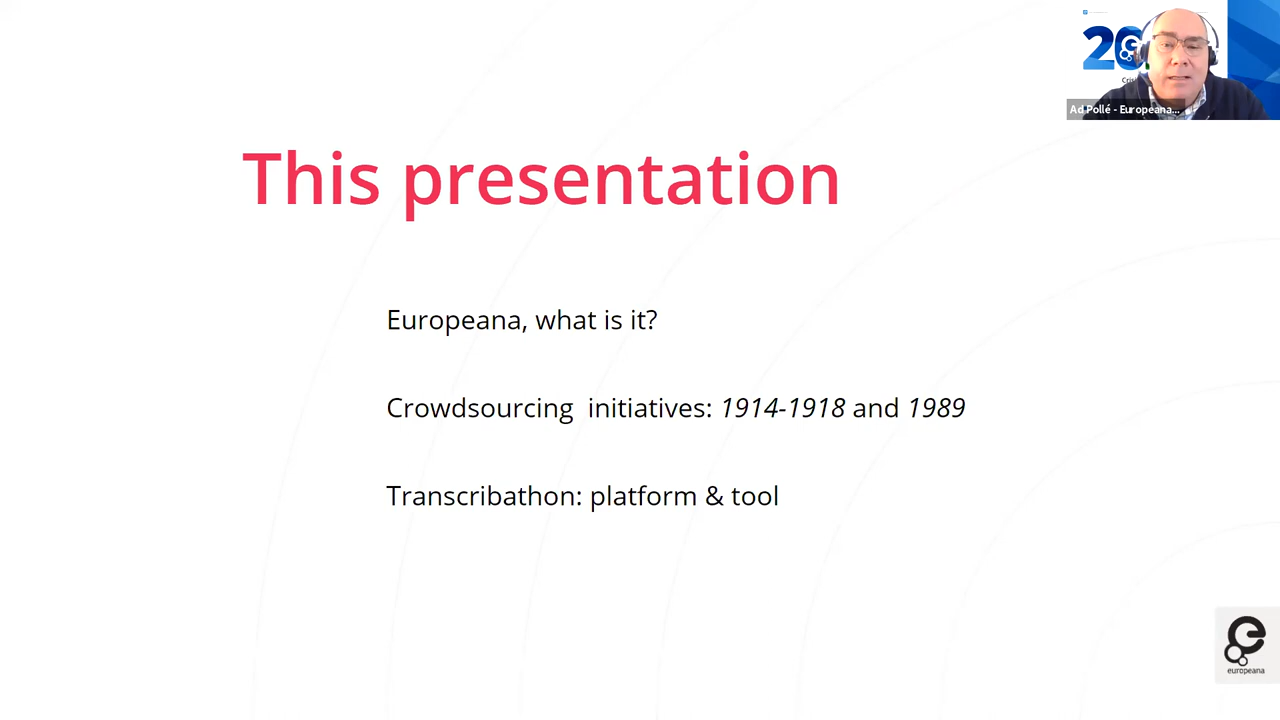 This presentation
Europeana, what is it?
Crowdsourcing  initiatives: 1914-1918 and 1989
Transcribathon: platform & tool
Ad Pollé - Europeana...
europeana